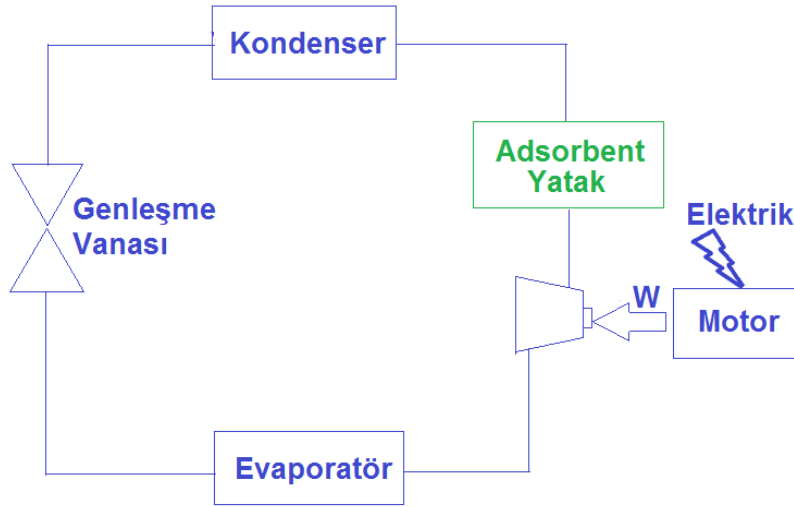 Kondenser
Adsorbent
Yatak
Genleşme
Vanası
Elektrik
W
Motor
Evaporatör